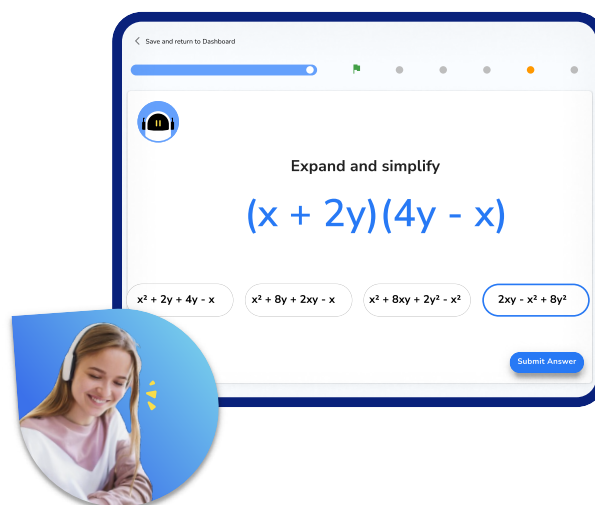 Save and return to Dashboard
Expand and simplify
(x + 2y)(4y - x)
x² + 2y + 4y - x
x² + 8y + 2xy - x
x² + 8xy + 2y² - x²
2xy - x² + 8y²
Submit Answer